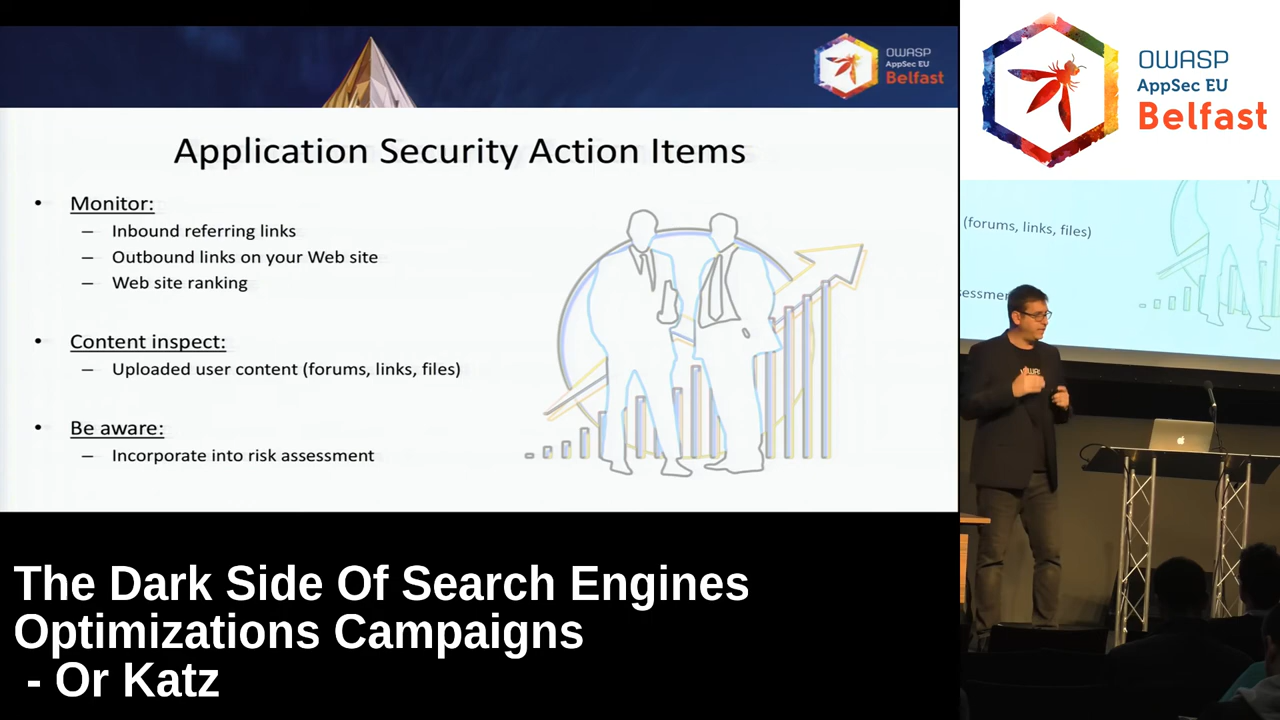 OWASP
AppSec EU
Belfast
Application Security Action Items
• Monitor:
– Inbound referring links
– Outbound links on your Web site
– Web site ranking
• Content inspect:
– Uploaded user content (forums, links, files)
• Be aware:
– Incorporate into risk assessment
OWASP
AppSec EU
Belfast
(forums, links, files)
The Dark Side Of Search Engines
Optimizations Campaigns
- Or Katz